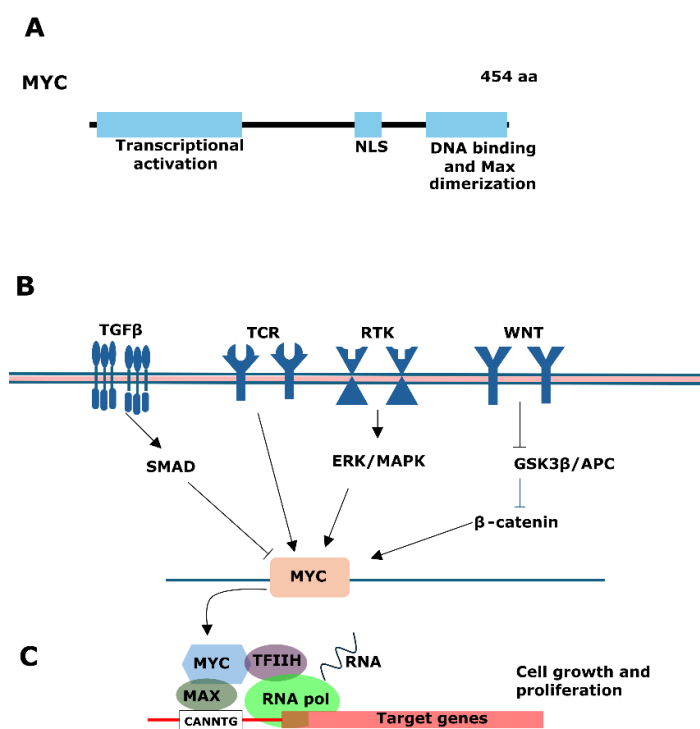 A
MYC
454 aa
Transcriptional
activation
NLS
DNA binding
and Max
dimerization
B
TGFβ
TCR
RTK
WNT
SMAD
ERK/MAPK
GSK3β/APC
β-catenin
MYC
C
MYC
TFIIH
RNA
MAX
RNA pol
CANNTG
Target genes
Cell growth and
proliferation